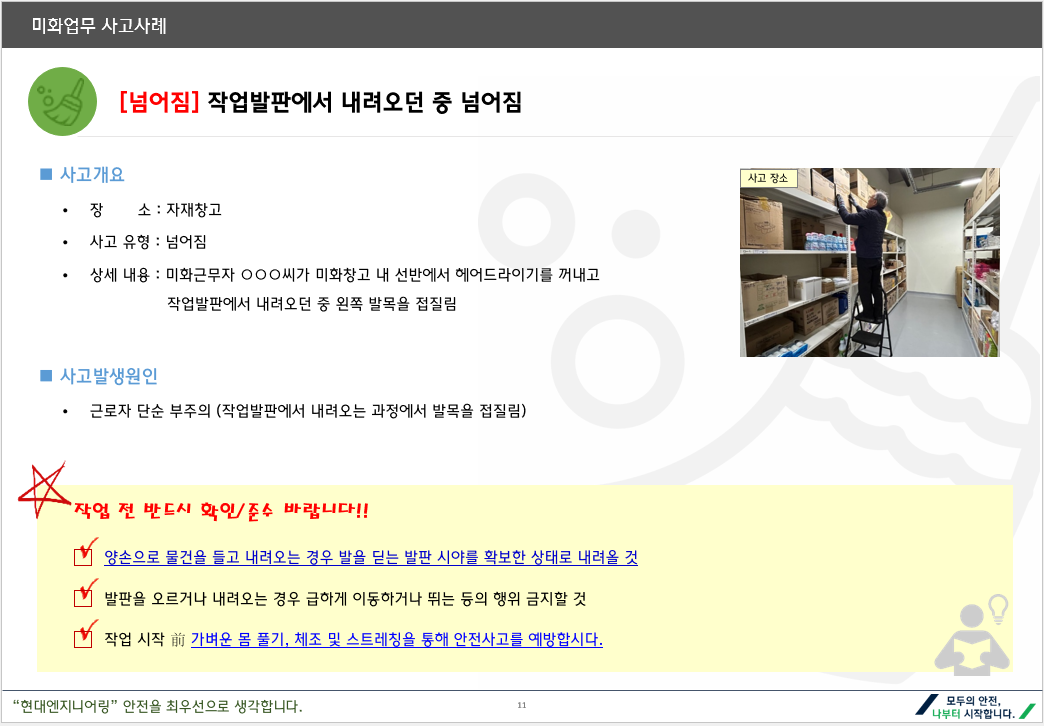 미화업무 사고사례
[넘어짐] 작업발판에서 내려오던 중 넘어짐
■ 사고개요
• 장 소 : 자재창고
• 사고 유형 : 넘어짐
• 상세 내용 : 미화근무자 ㅇㅇㅇ씨가 미화창고 내 선반에서 헤어드라이기를 꺼내고
작업발판에서 내려오던 중 왼쪽 발목을 접질림
사고 장소
■ 사고발생원인
• 근로자 단순 부주의 (작업발판에서 내려오는 과정에서 발목을 접질림)
작업 전 반드시 확인/준수 바랍니다!!
양손으로 물건을 들고 내려오는 경우 발을 딛는 발판 시야를 확보한 상태로 내려올 것
발판을 오르거나 내려오는 경우 급하게 이동하거나 뛰는 등의 행위 금지할 것
작업 시작 前 가벼운 몸 풀기, 체조 및 스트레칭을 통해 안전사고를 예방합시다.
“현대엔지니어링” 안전을 최우선으로 생각합니다.
11
모두의 안전,
나부터 시작합니다.